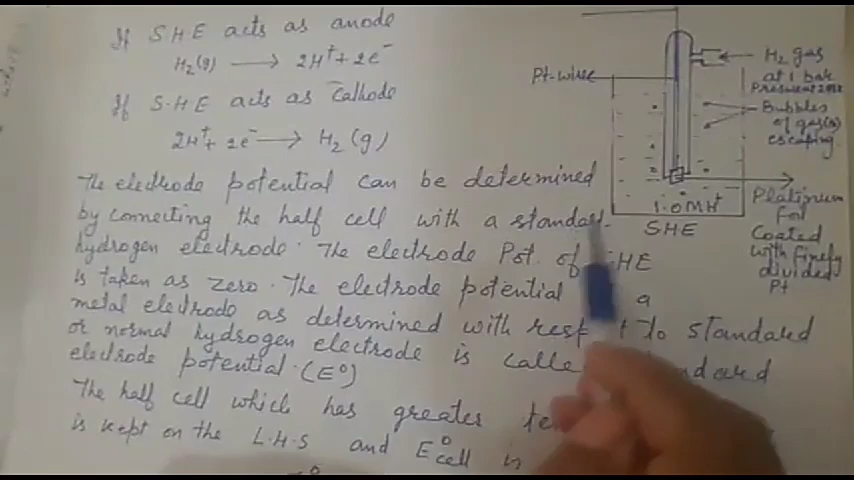 If SHE acts as anode
H2(g) ⟶ 2H+ + 2e-
If S.H.E acts as Cathode
2H+ + 2e- ⟶ H2(g)
The electrode potential can be determined
by connecting the half cell with a standard
hydrogen electrode. The electrode Pot. of SHE
is taken as zero. The electrode potential a
metal electrode as determined with respect to standard
or normal hydrogen electrode is called
electrode potential. (E°)
The half cell which has greater
is kept on the L.H.S and E°cell is
Pt-wire
H2 gas
at 1 bar
Bubbles
of gas(s)
escaping
1.0 M H+
SHE
Platinum
foil
Coated
with finely
divided
Pt